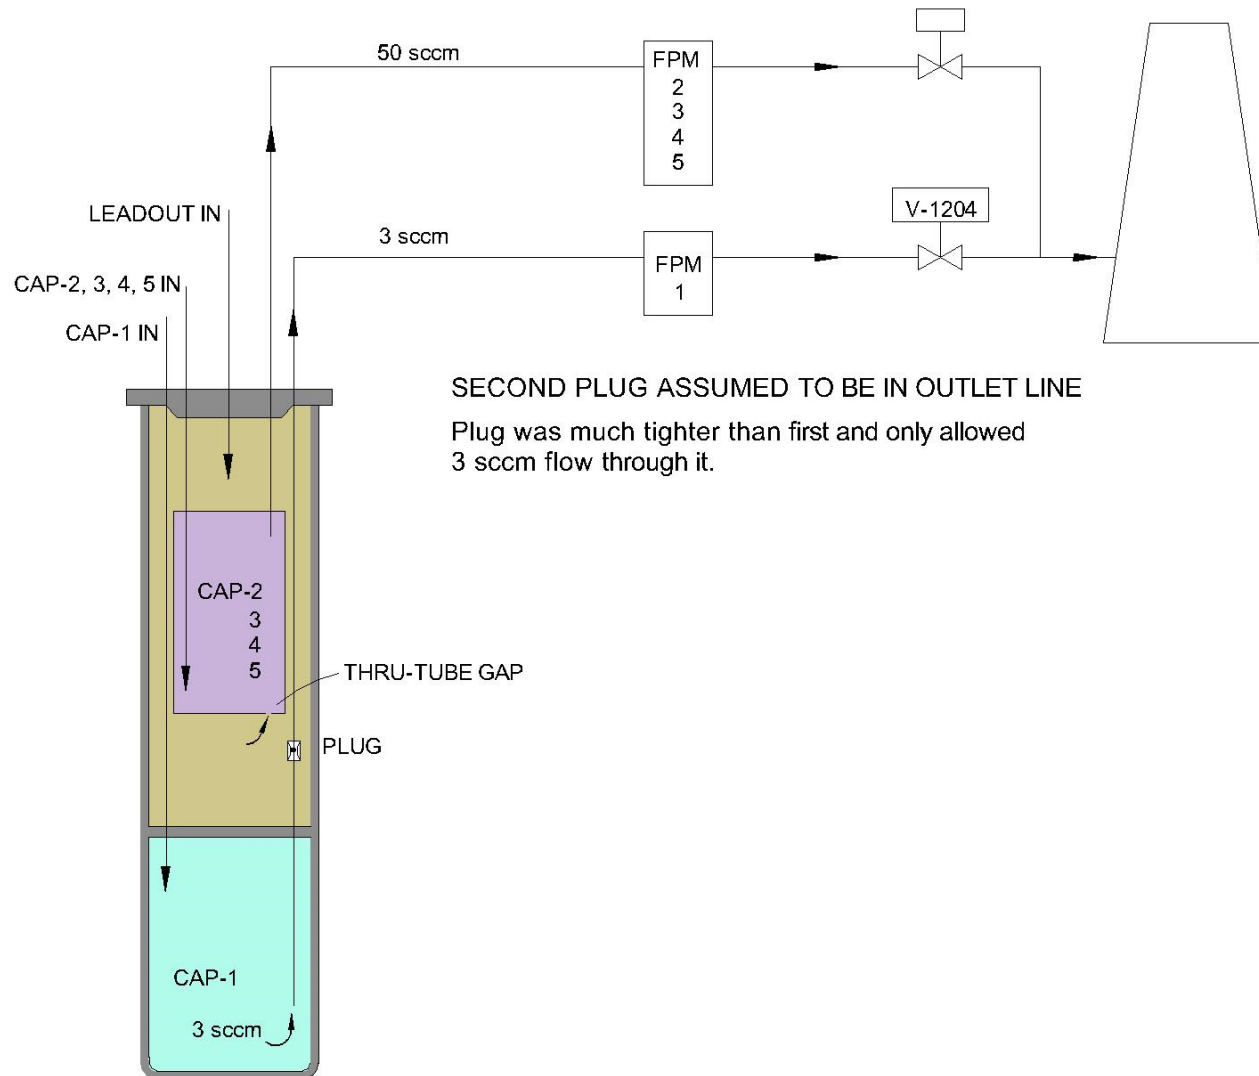 50 sccm
FPM
2
3
4
5
LEADOUT IN
3 sccm
V-1204
FPM
1
CAP-2, 3, 4, 5 IN
CAP-1 IN
SECOND PLUG ASSUMED TO BE IN OUTLET LINE
Plug was much tighter than first and only allowed
3 sccm flow through it.
CAP-2
3
4
5
THRU-TUBE GAP
PLUG
CAP-1
3 sccm